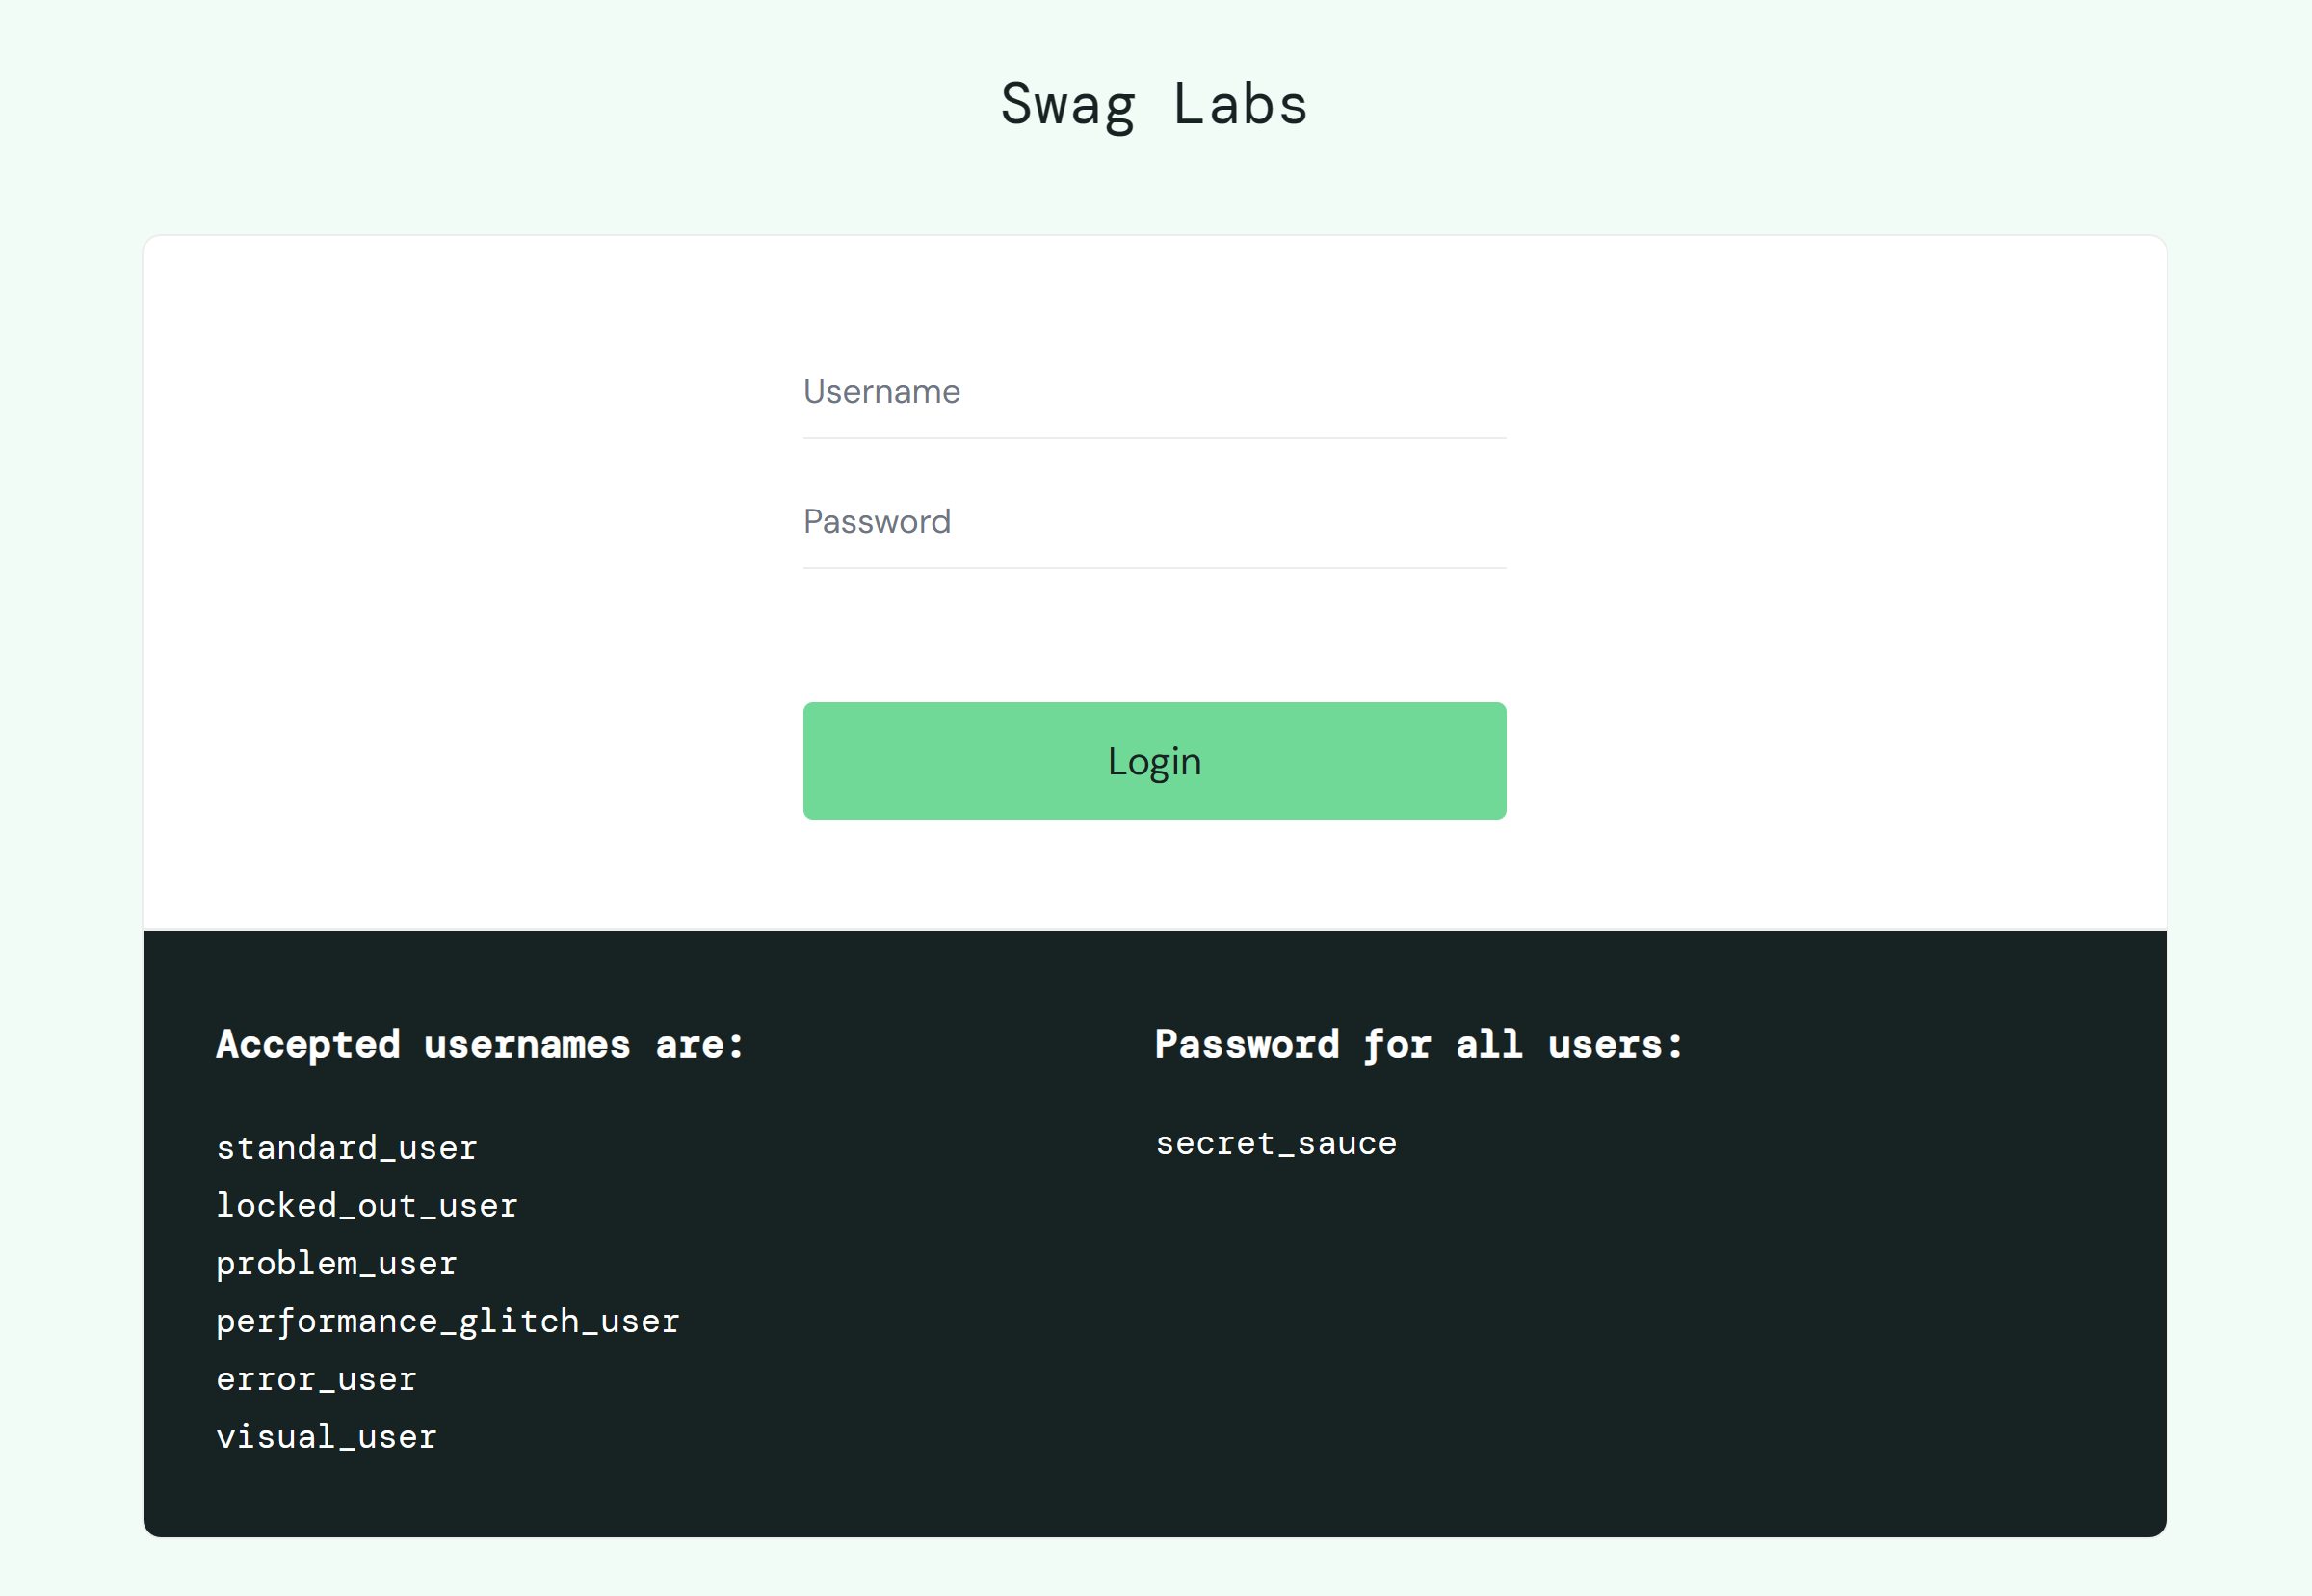 Swag Labs
Username
Password
Login
Accepted usernames are:
standard_user
locked_out_user
problem_user
performance_glitch_user
error_user
visual_user
Password for all users:
secret_sauce